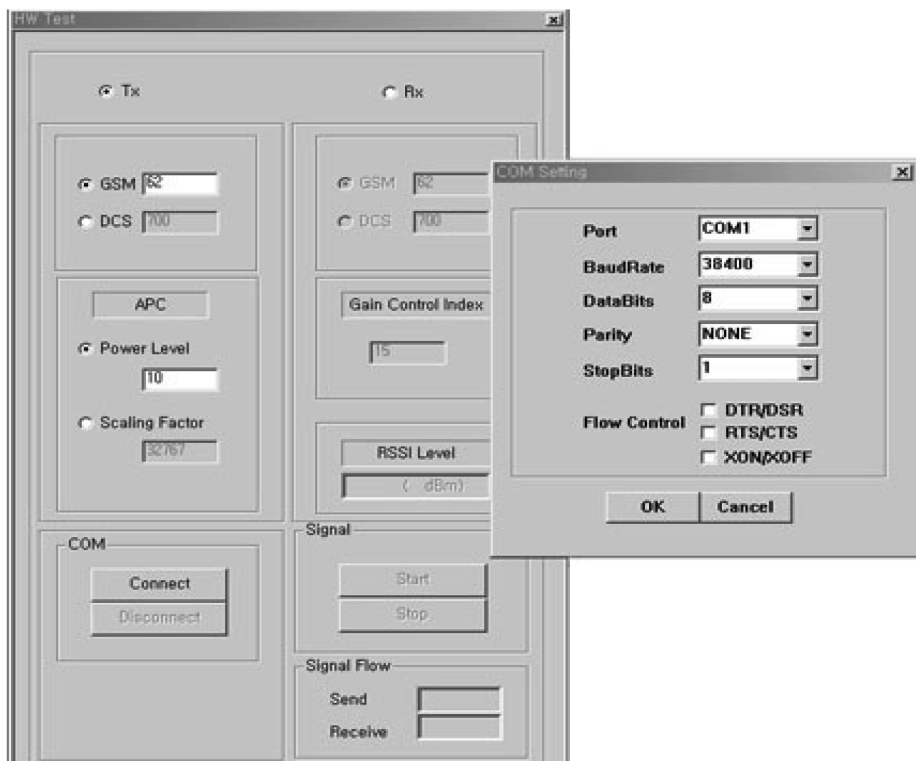 HW Test
Tx
Rx
GSM 62
DCS 700
APC
Power Level
10
Scaling Factor
32767
GSM 62
DCS 700
Gain Control Index
15
RSSI Level
( dBm)
COM
Connect
Disconnect
Signal
Start
Stop
Signal Flow
Send
Receive
COM Setting
Port COM1
BaudRate 38400
DataBits 8
Parity NONE
StopBits 1
Flow Control DTR/DSR
RTS/CTS
XON/XOFF
OK Cancel